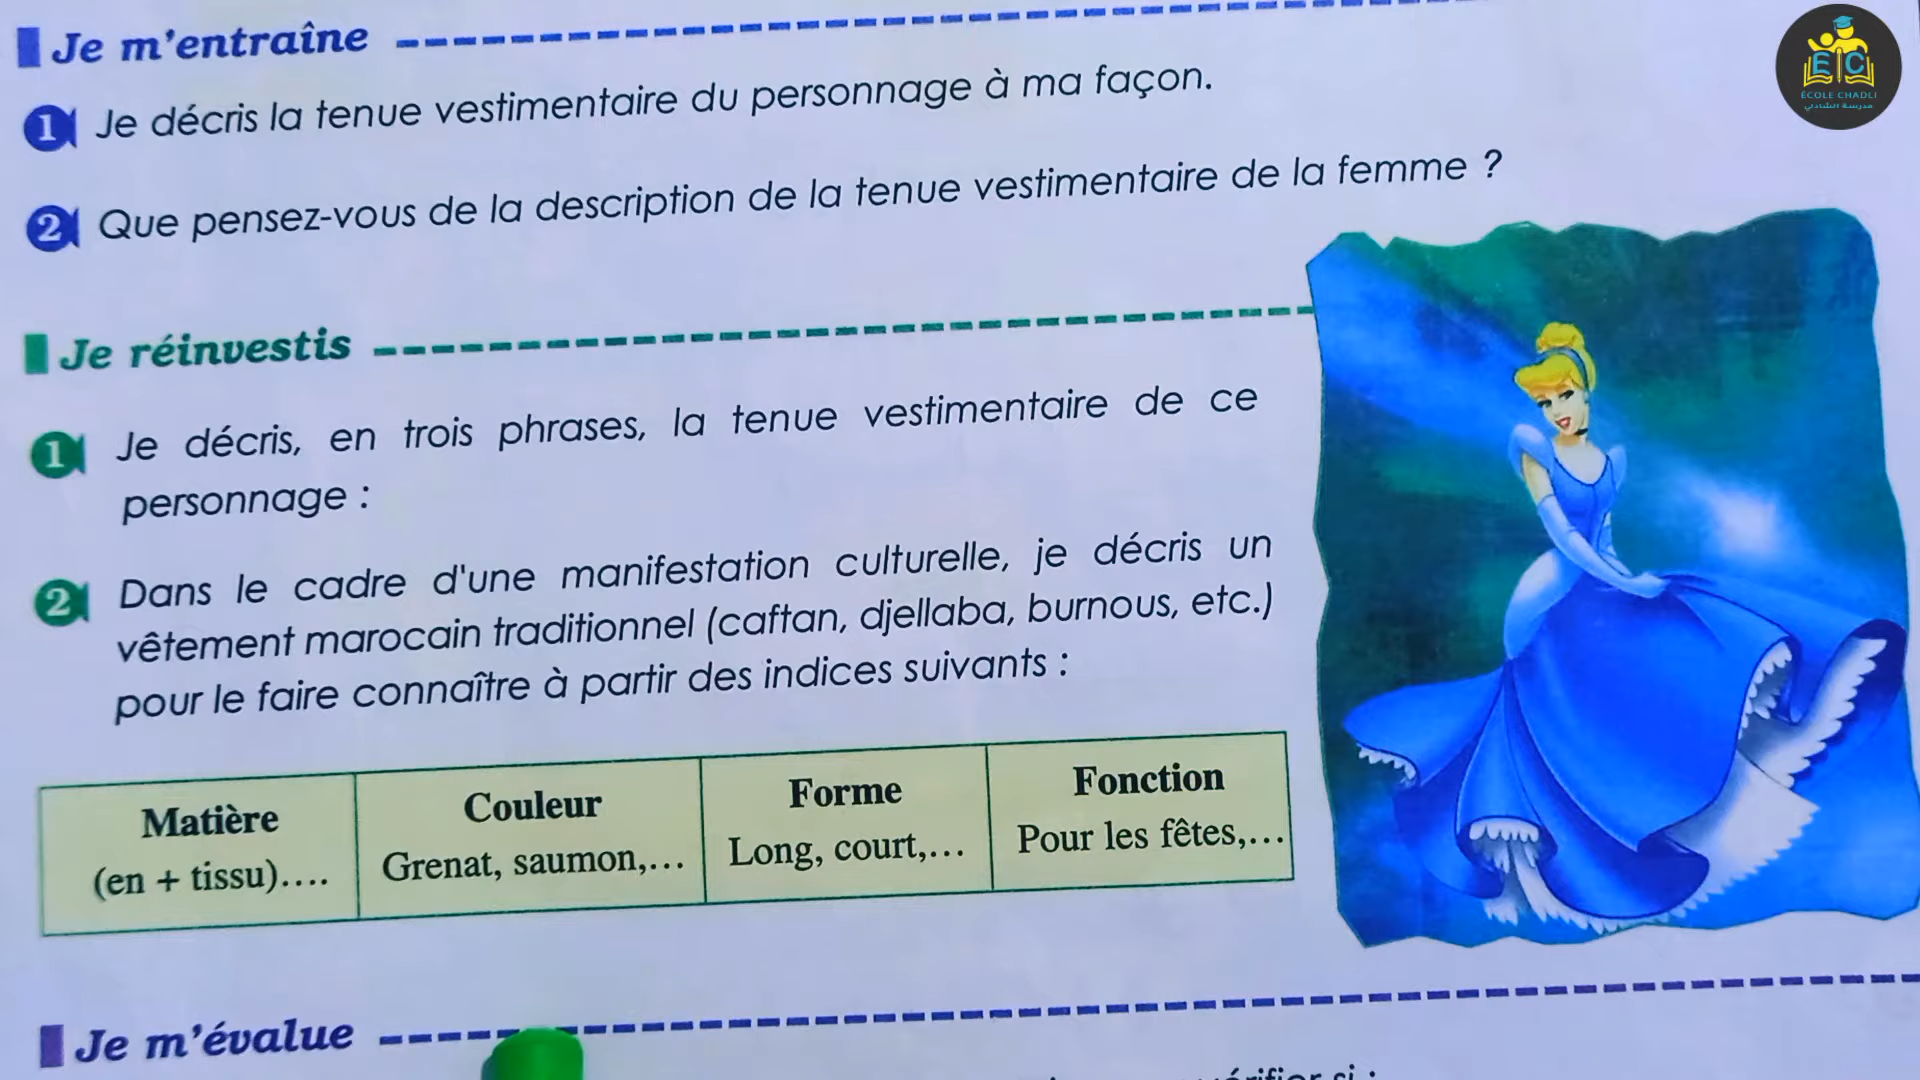 Je m'entraîne
1 Je décris la tenue vestimentaire du personnage à ma façon.
2 Que pensez-vous de la description de la tenue vestimentaire de la femme ?
Je réinvestis
1 Je décris, en trois phrases, la tenue vestimentaire de ce
personnage :
2 Dans le cadre d'une manifestation culturelle, je décris un
vêtement marocain traditionnel (caftan, djellaba, burnous, etc.)
pour le faire connaître à partir des indices suivants :
Matière Couleur Forme Fonction
(en + tissu).... Grenat, saumon,... Long, court,... Pour les fêtes,...
Je m'évalue
EC
ÉCOLE CHADLI
مدرسة الشادلي